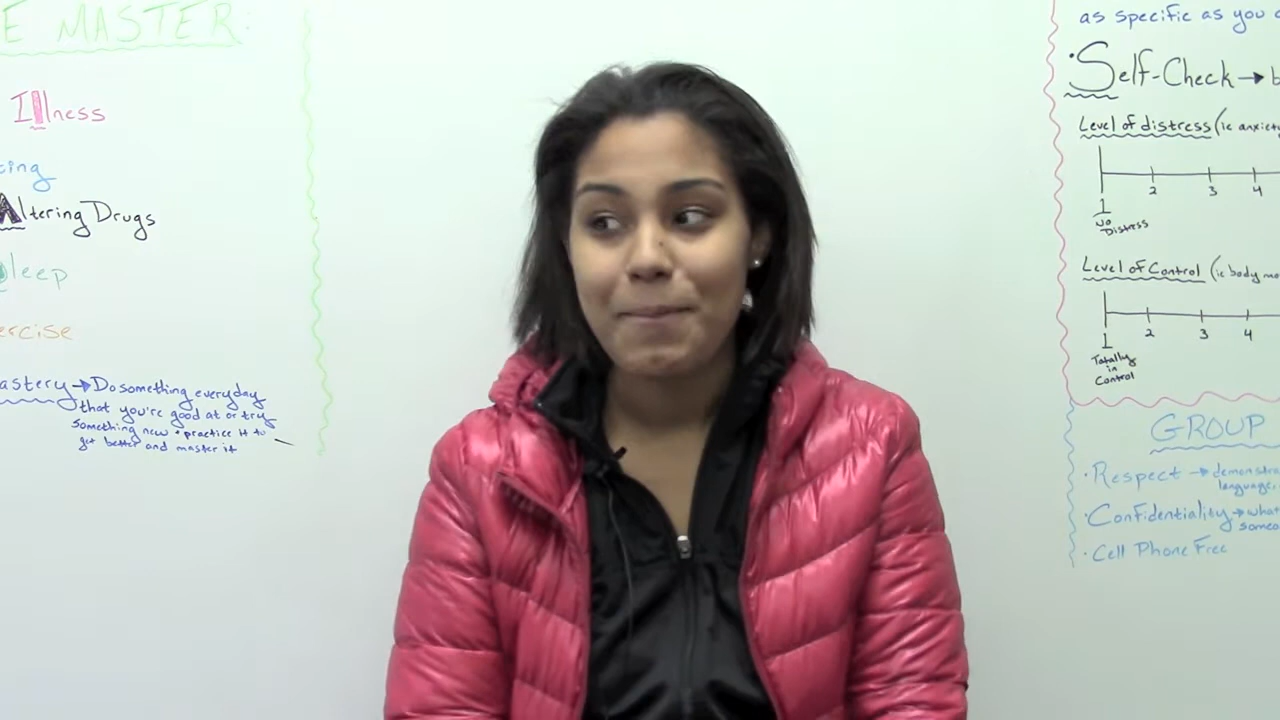 E MASTER:
Illness
ting
Altering Drugs
leep
ercise
astery → Do something everyday
that you're good at or try
something new + practice it to
get better and master it
as specific as you c
• Self-Check → b
Level of distress (ie anxiet
1 2 3 4
No
Distress
Level of Control (ie body mo
1 2 3 4
Totally
in
Control
GROUP
• Respect → demonstra
language,
• Confidentiality → what
someo
• Cell Phone Free